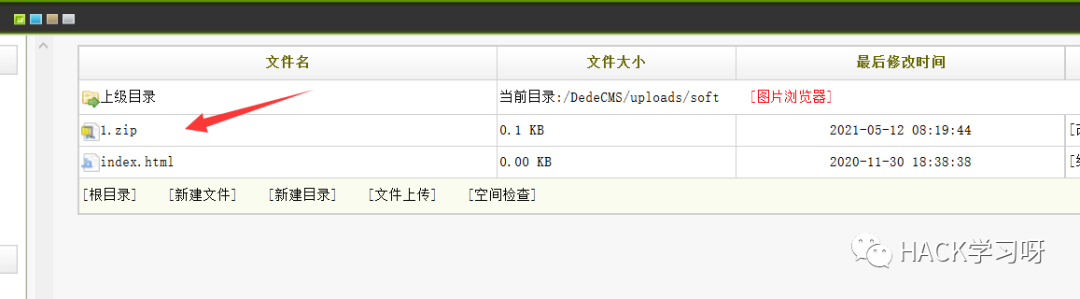 文件名 文件大小 最后修改时间
上级目录 当前目录:/DedeCMS/uploads/soft [图片浏览器]
1.zip 0.1 KB 2021-05-12 08:19:44
index.html 0.00 KB 2020-11-30 18:38:38
[根目录] [新建文件] [新建目录] [文件上传] [空间检查]
HACK学习呀